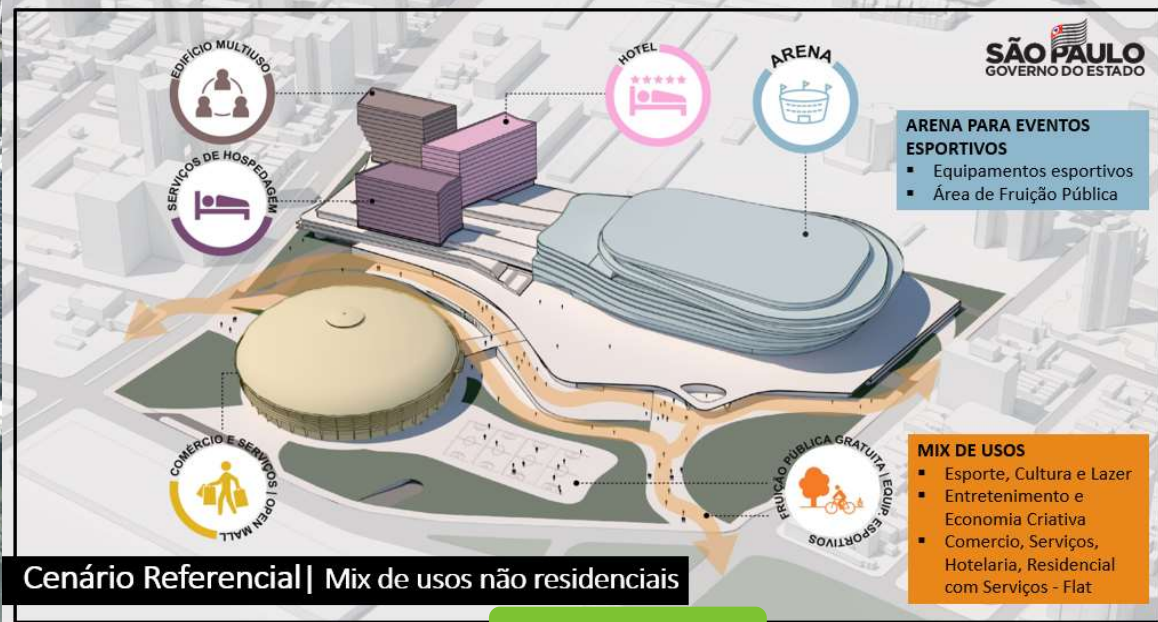 EDIFÍCIO MULTIUSO
HOTEL
ARENA
SÃO PAULO
GOVERNO DO ESTADO
SERVIÇOS DE HOSPEDAGEM
ARENA PARA EVENTOS
ESPORTIVOS
▪ Equipamentos esportivos
▪ Área de Fruição Pública
COMÉRCIO E SERVIÇOS | OPEN MALL
FRUIÇÃO PÚBLICA GRATUITA | EQUIP. ESPORTIVOS
MIX DE USOS
▪ Esporte, Cultura e Lazer
▪ Entretenimento e
Economia Criativa
▪ Comercio, Serviços,
Hotelaria, Residencial
com Serviços - Flat
Cenário Referencial| Mix de usos não residenciais